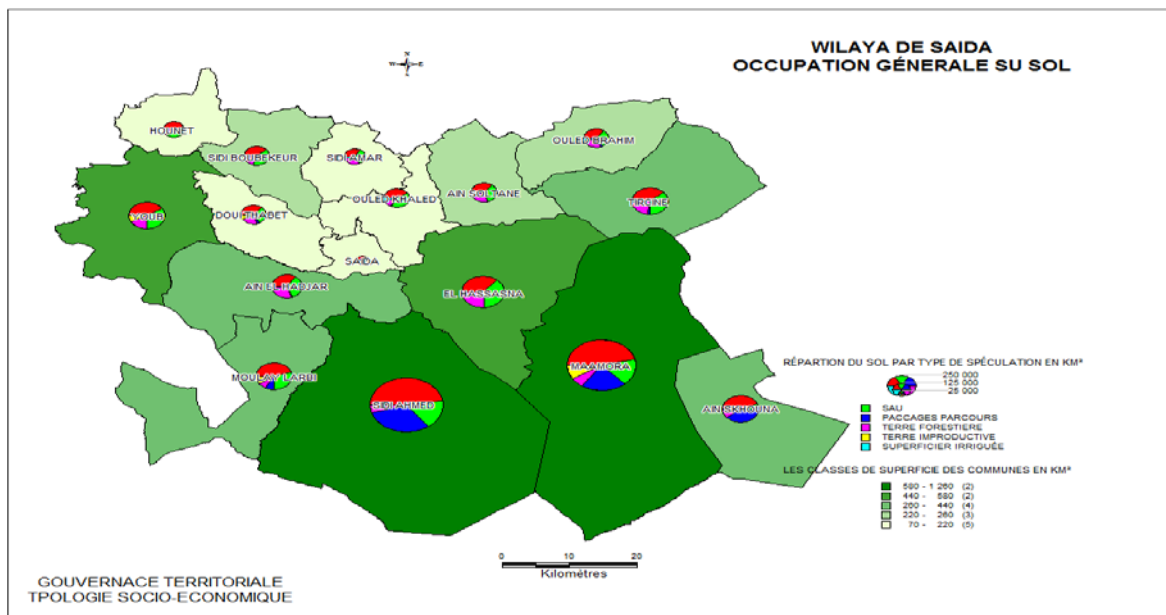 WILAYA DE SAIDA
OCCUPATION GÉNERALE SU SOL
N
W E
S
HOUNET
SIDI BOUBEKEUR
SIDI AMAR
OULED BRAHIM
OULED KHALED
AIN SOLTANE
TIRCINE
YOUB
DOUI THABET
SAIDA
AIN EL HADJAR
EL HASSASNA
MOULAY LARBI
SIDI AHMED
MAAMORA
AIN SKHOUNA
RÉPARTION DU SOL PAR TYPE DE SPÉCULATION EN KM²
250 000
125 000
25 000
SAU
PACCAGES PARCOURS
TERRE FORESTIERE
TERRE IMPRODUCTIVE
SUPERFICIER IRRIGUÉE
LES CLASSES DE SUPERFICIE DES COMMUNES EN KM²
580 - 1 260 (2)
440 - 580 (2)
260 - 440 (4)
220 - 260 (3)
70 - 220 (5)
0 10 20
Kilomètres
GOUVERNACE TERRITORIALE
TPOLOGIE SOCIO-ECONOMIQUE